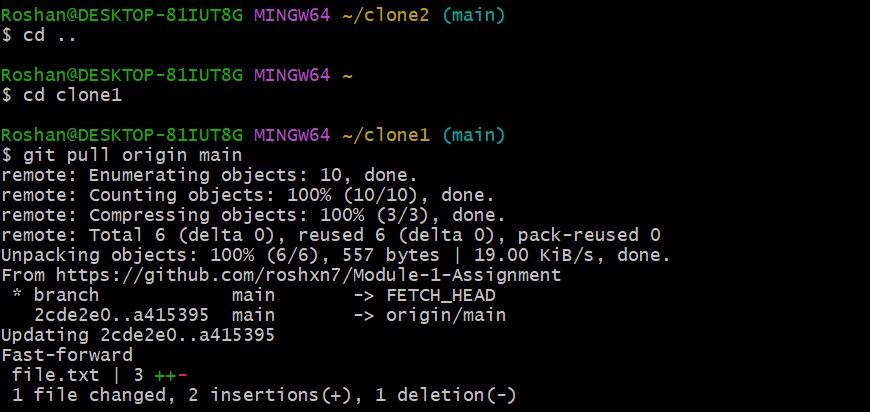 Roshan@DESKTOP-81IUT8G MINGW64 ~/clone2 (main)
$ cd ..
Roshan@DESKTOP-81IUT8G MINGW64 ~
$ cd clone1
Roshan@DESKTOP-81IUT8G MINGW64 ~/clone1 (main)
$ git pull origin main
remote: Enumerating objects: 10, done.
remote: Counting objects: 100% (10/10), done.
remote: Compressing objects: 100% (3/3), done.
remote: Total 6 (delta 0), reused 6 (delta 0), pack-reused 0
Unpacking objects: 100% (6/6), 557 bytes | 19.00 KiB/s, done.
From https://github.com/roshxn7/Module-1-Assignment
 * branch            main       -> FETCH_HEAD
   2cde2e0..a415395  main       -> origin/main
Updating 2cde2e0..a415395
Fast-forward
 file.txt | 3 ++-
 1 file changed, 2 insertions(+), 1 deletion(-)